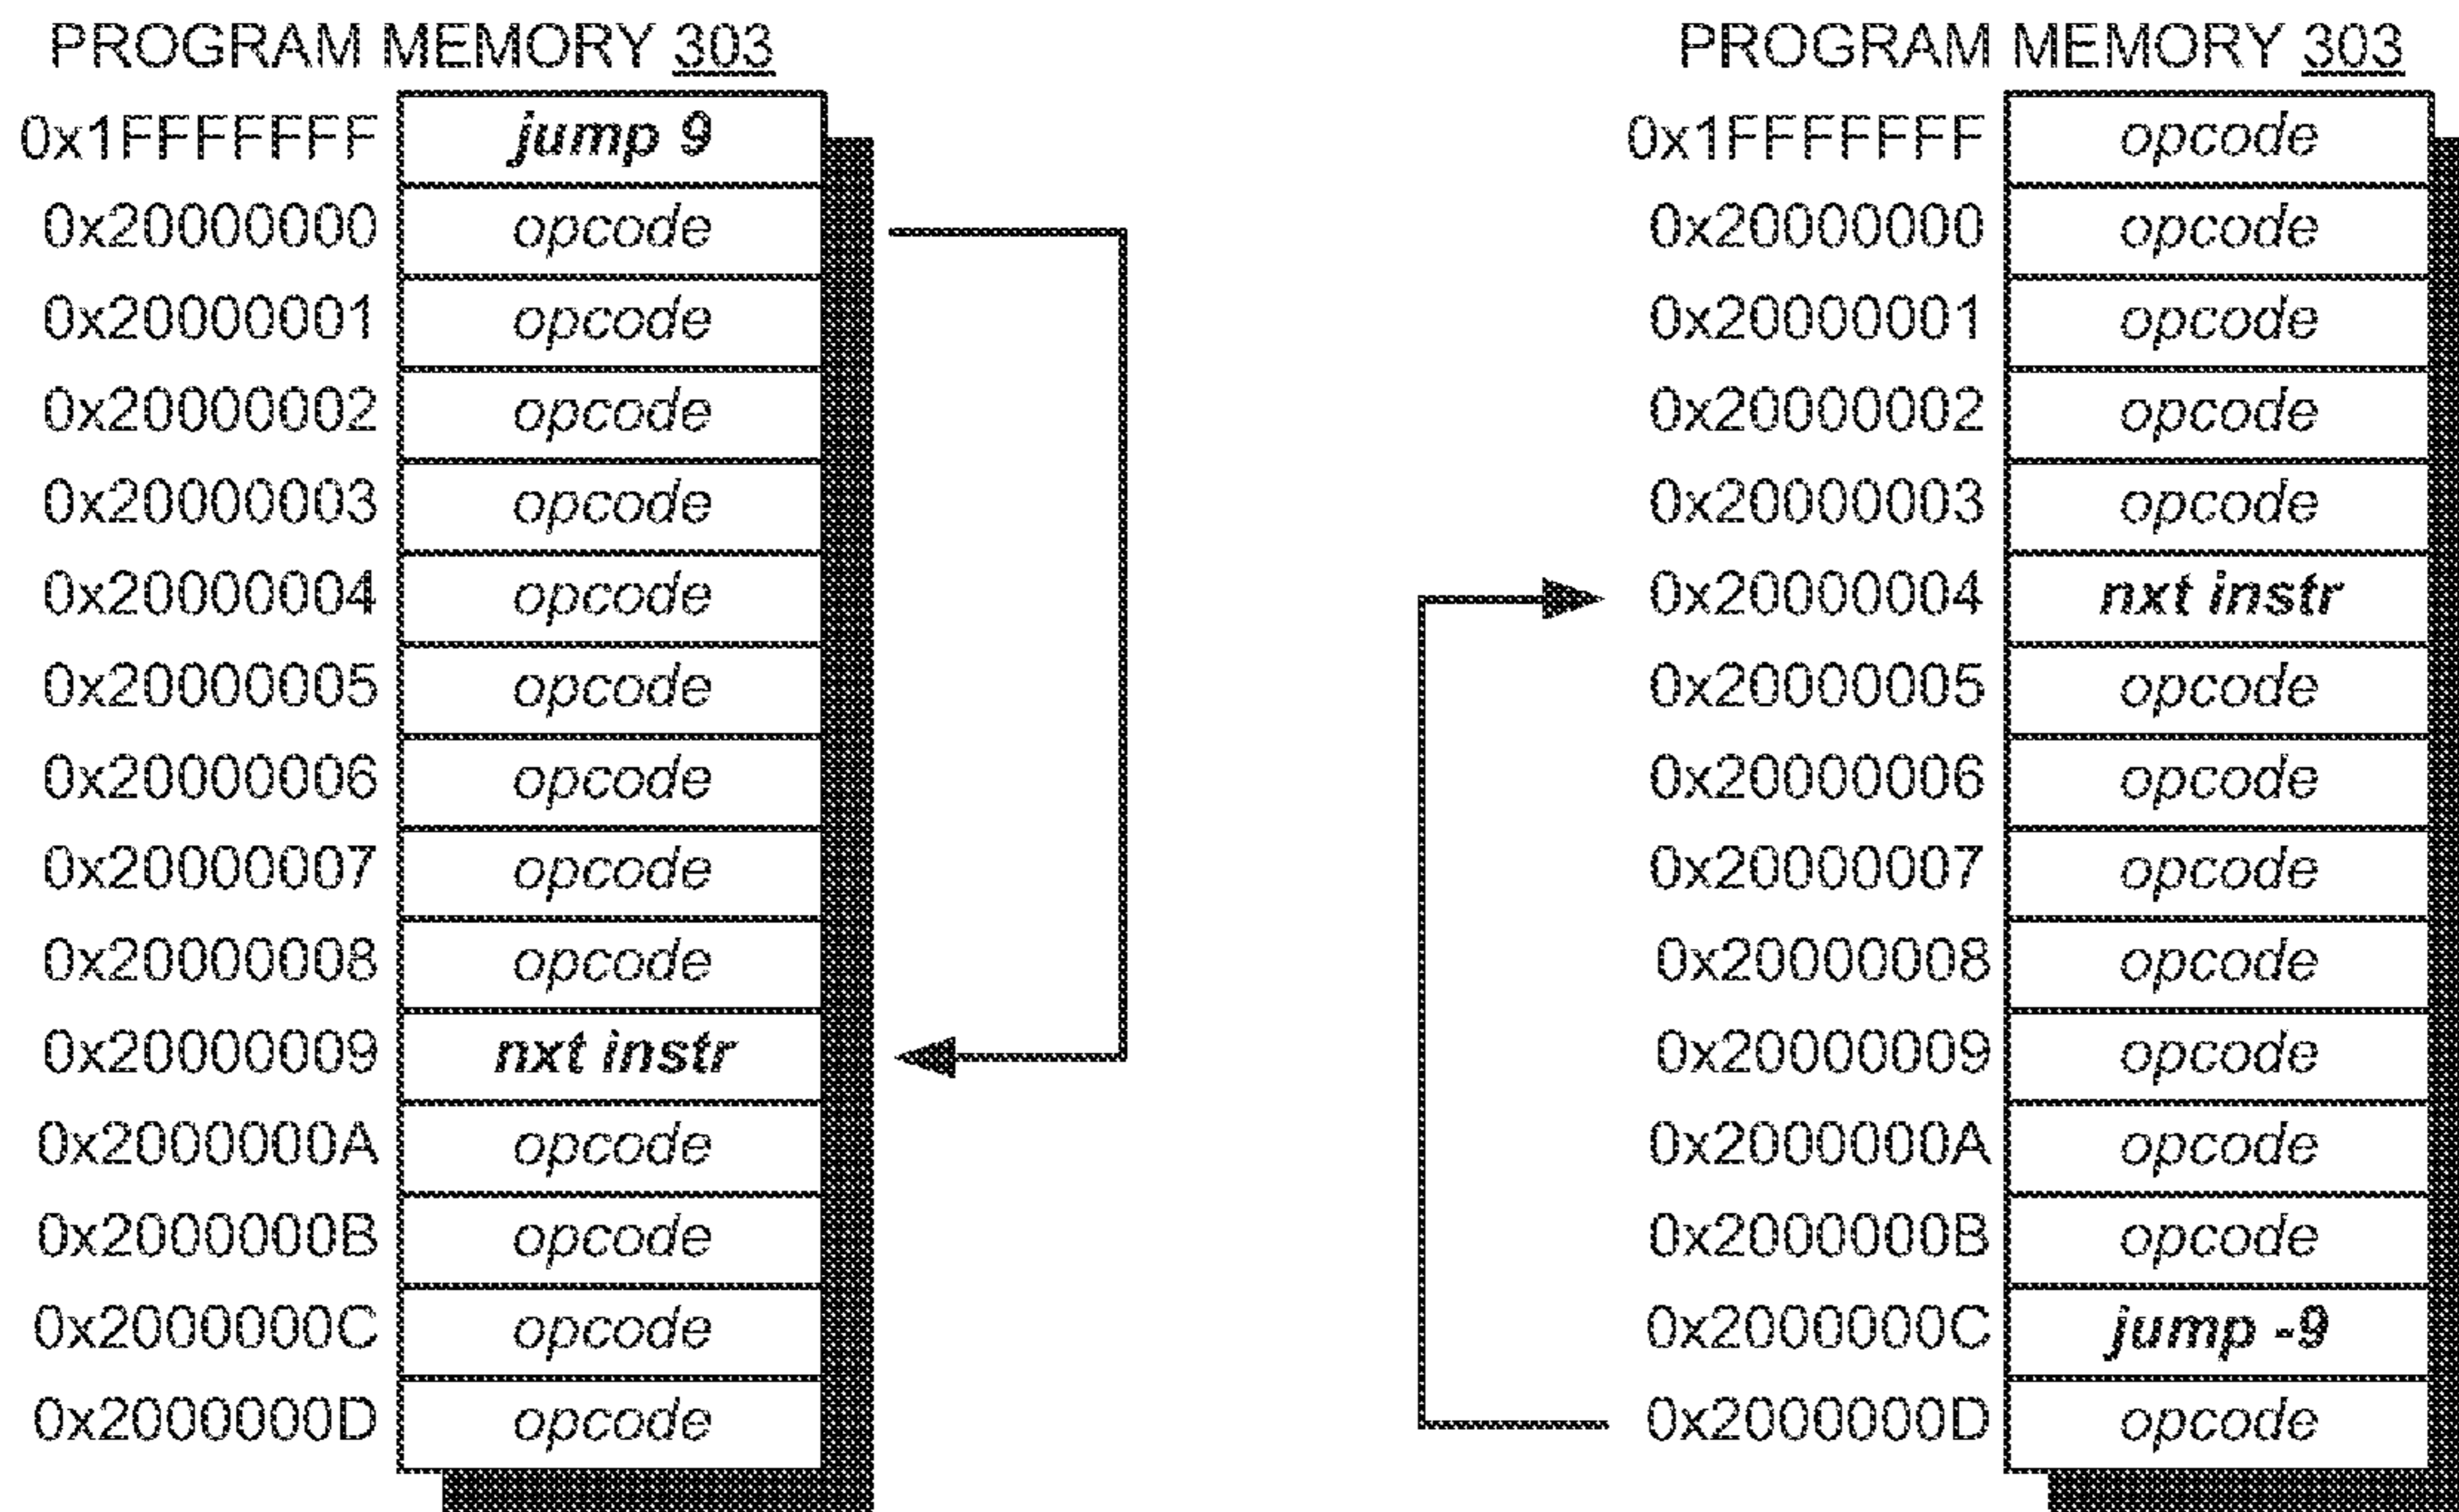 PROGRAM MEMORY 303
0x1FFFFFFF jump 9
0x20000000 opcode
0x20000001 opcode
0x20000002 opcode
0x20000003 opcode
0x20000004 opcode
0x20000005 opcode
0x20000006 opcode
0x20000007 opcode
0x20000008 opcode
0x20000009 nxt instr
0x2000000A opcode
0x2000000B opcode
0x2000000C opcode
0x2000000D opcode
PROGRAM MEMORY 303
0x1FFFFFFF opcode
0x20000000 opcode
0x20000001 opcode
0x20000002 opcode
0x20000003 opcode
0x20000004 nxt instr
0x20000005 opcode
0x20000006 opcode
0x20000007 opcode
0x20000008 opcode
0x20000009 opcode
0x2000000A opcode
0x2000000B opcode
0x2000000C jump -9
0x2000000D opcode